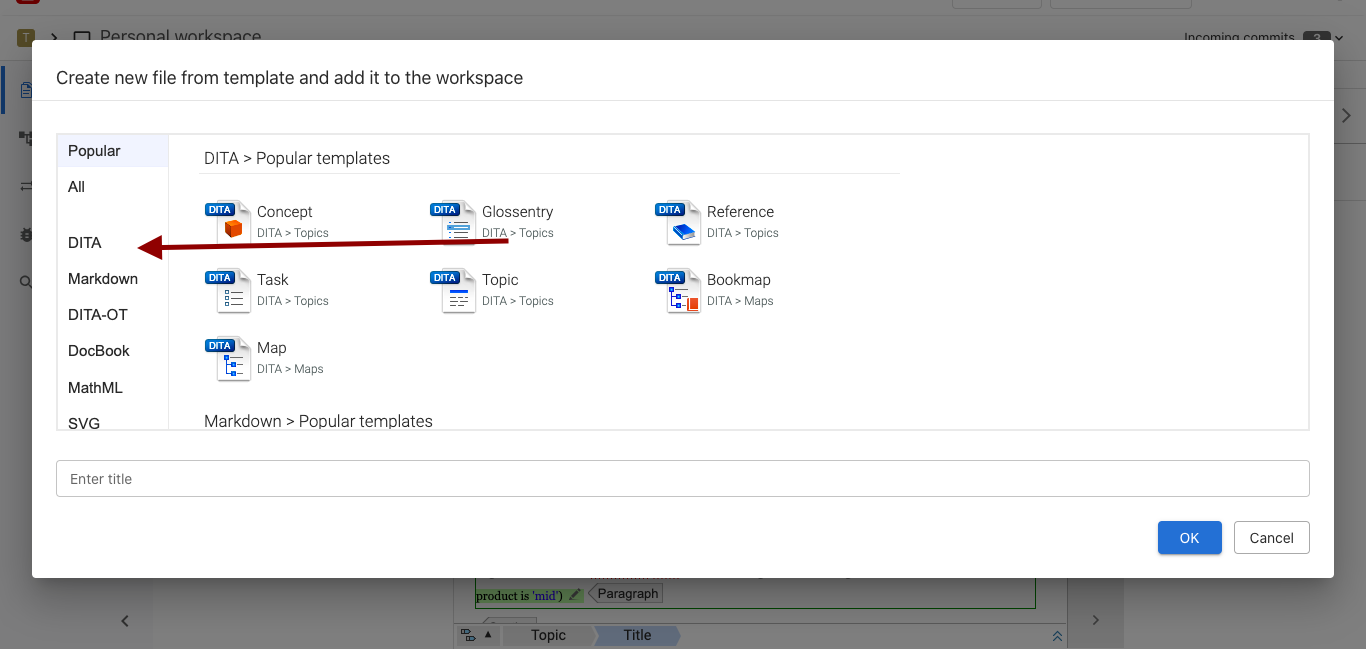 T
Personal workspace
Incoming commits 3
Create new file from template and add it to the workspace
Popular
All
DITA
Markdown
DITA-OT
DocBook
MathML
SVG
DITA > Popular templates
DITA
Concept
DITA > Topics
DITA
Glossentry
DITA > Topics
DITA
Reference
DITA > Topics
DITA
Task
DITA > Topics
DITA
Topic
DITA > Topics
DITA
Bookmap
DITA > Maps
DITA
Map
DITA > Maps
Markdown > Popular templates
Enter title
OK
Cancel
product is 'mid')
Paragraph
Topic
Title